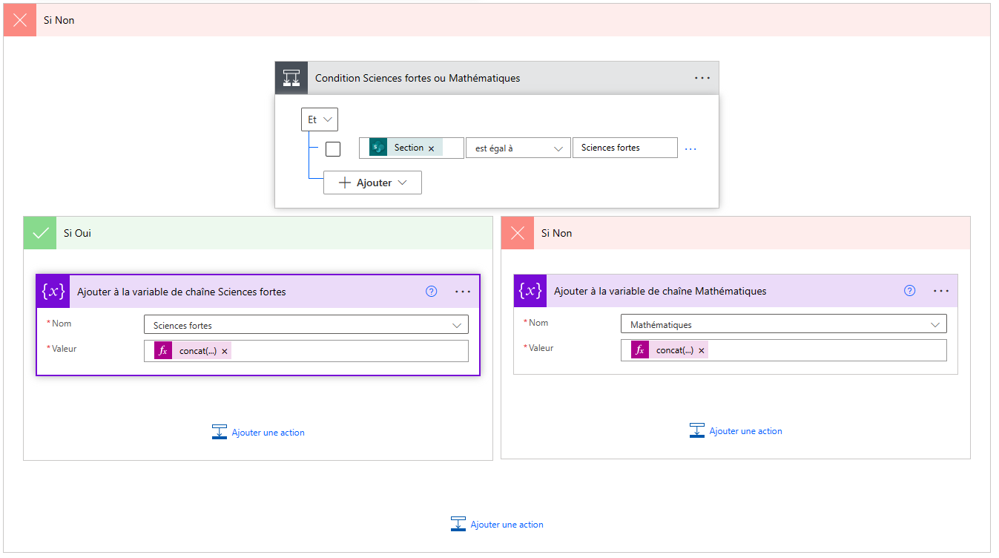 Si Non
Condition Sciences fortes ou Mathématiques
Et
Section
est égal à
Sciences fortes
Ajouter
Si Oui
Si Non
{x} Ajouter à la variable de chaîne Sciences fortes ?
*Nom Sciences fortes
*Valeur fx concat(...)
Ajouter une action
{x} Ajouter à la variable de chaîne Mathématiques ?
*Nom Mathématiques
*Valeur fx concat(...)
Ajouter une action
Ajouter une action